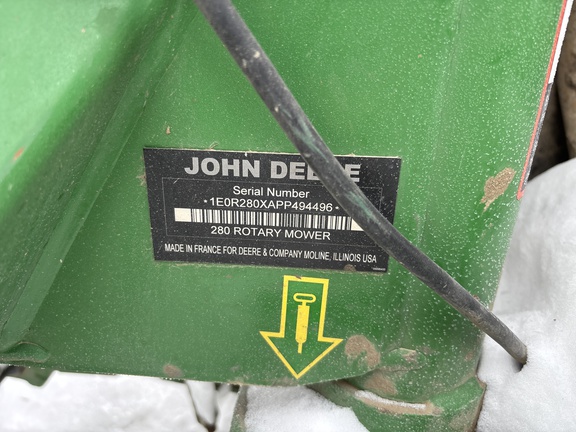 JOHN DEERE
Serial Number
*1E0R280XAPP494496*
280 ROTARY MOWER
MADE IN FRANCE FOR DEERE & COMPANY MOLINE, ILLINOIS USA